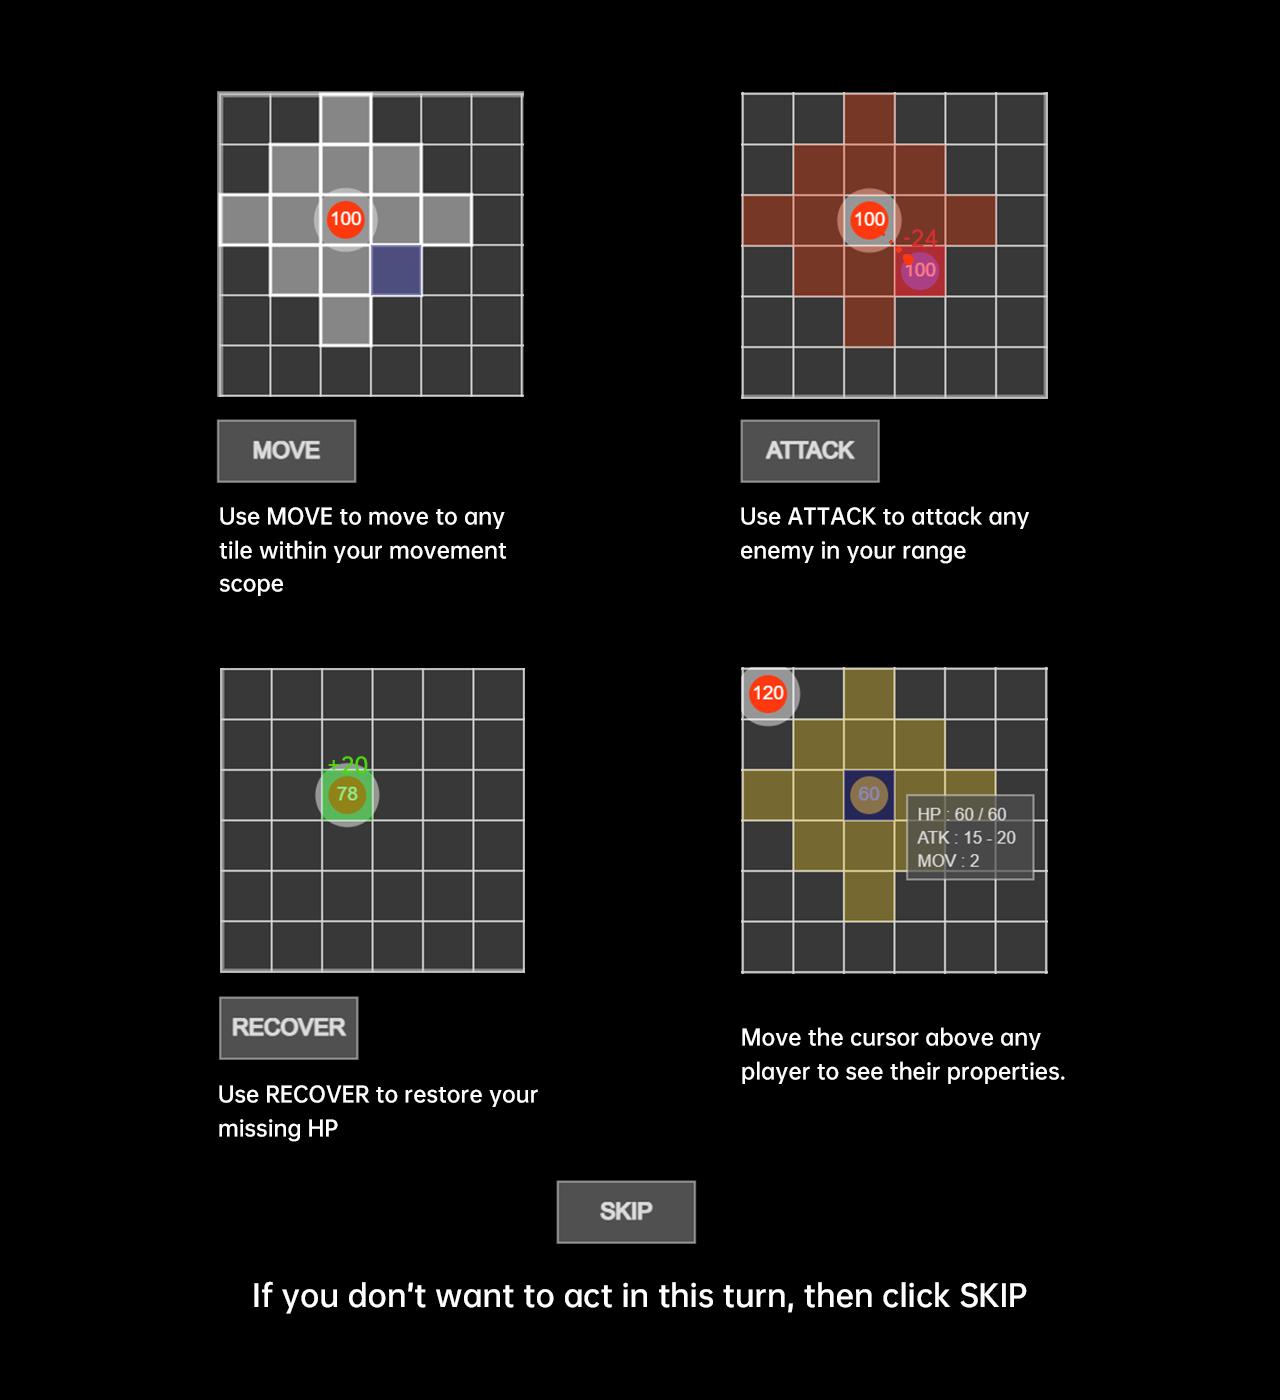 100
MOVE
Use MOVE to move to any
tile within your movement
scope
100
-24
100
ATTACK
Use ATTACK to attack any
enemy in your range
+20
78
RECOVER
Use RECOVER to restore your
missing HP
120
60
HP : 60 / 60
ATK : 15 - 20
MOV : 2
Move the cursor above any
player to see their properties.
SKIP
If you don't want to act in this turn, then click SKIP